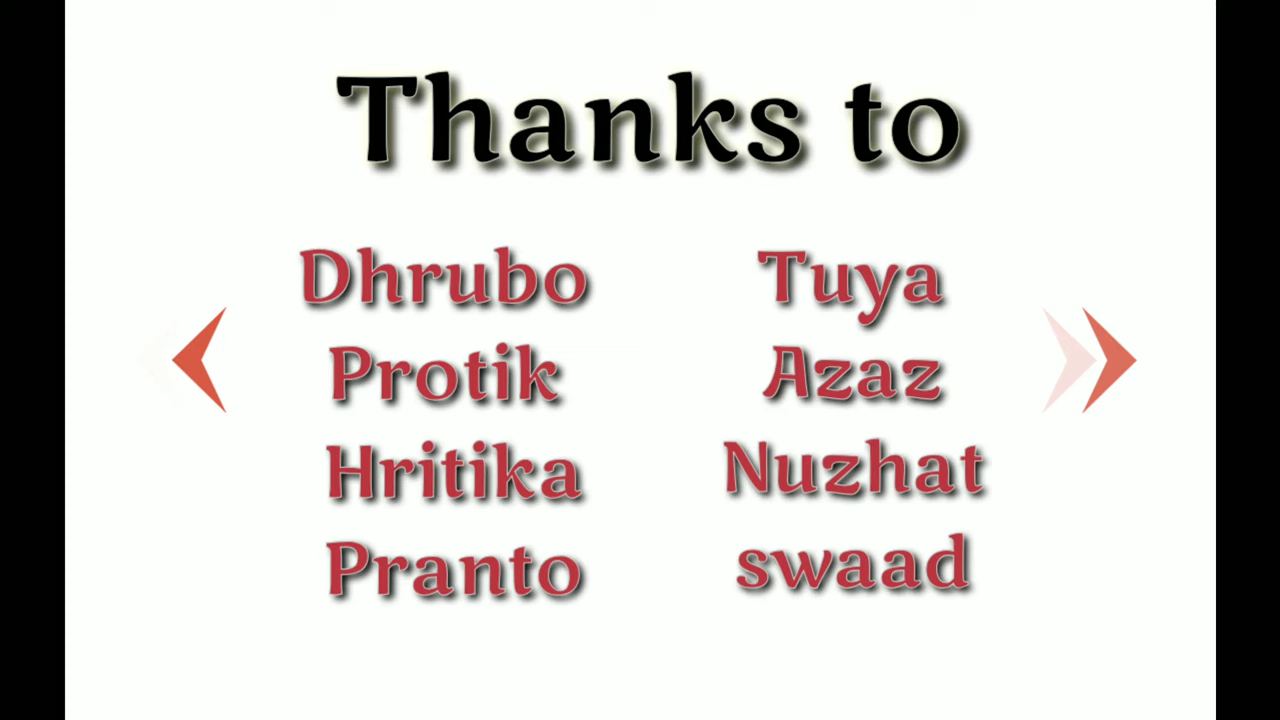 Thanks to
Dhrubo
Protik
Hritika
Pranto
Tuya
Azaz
Nuzhat
swaad